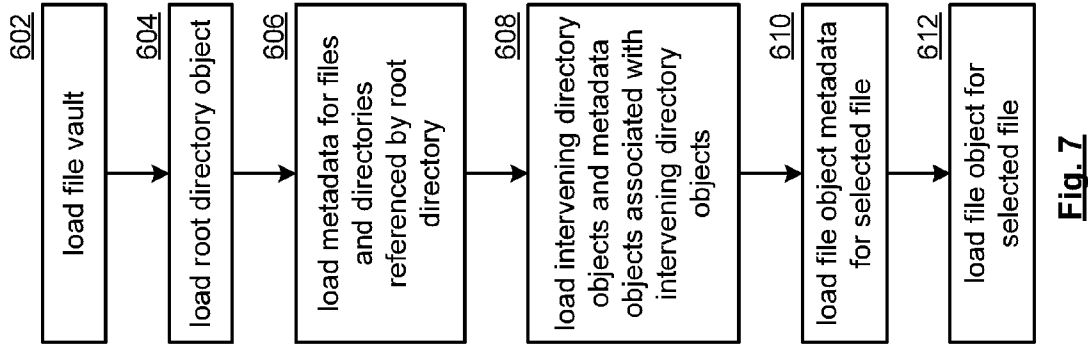 602
load file vault
604
load root directory object
606
load metadata for files
and directories
referenced by root
directory
608
load intervening directory
objects and metadata
objects associated with
intervening directory
objects
610
load file object metadata
for selected file
612
load file object for
selected file
Fig. 7